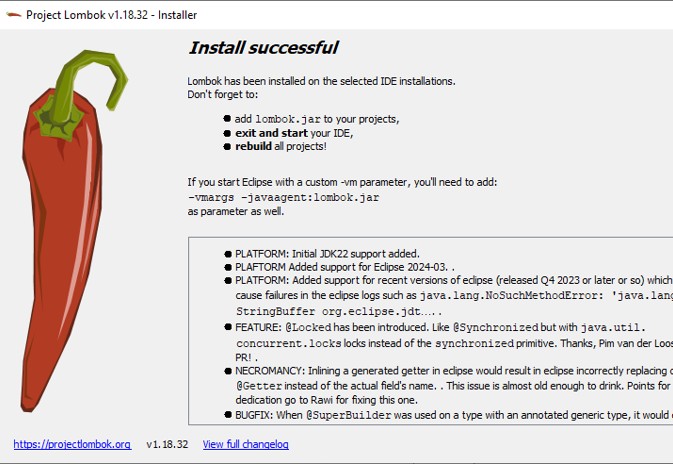 Project Lombok v1.18.32 - Installer
Install successful
Lombok has been installed on the selected IDE installations.
Don't forget to:
● add lombok.jar to your projects,
● exit and start your IDE,
● rebuild all projects!
If you start Eclipse with a custom -vm parameter, you'll need to add:
-vmargs -javaagent:lombok.jar
as parameter as well.
● PLATFORM: Initial JDK22 support added.
● PLAFTORM Added support for Eclipse 2024-03. .
● PLATFORM: Added support for recent versions of eclipse (released Q4 2023 or later or so) which
cause failures in the eclipse logs such as java.lang.NoSuchMethodError: 'java.lang
StringBuffer org.eclipse.jdt.... .
● FEATURE: @Locked has been introduced. Like @Synchronized but with java.util.
concurrent.locks locks instead of the synchronized primitive. Thanks, Pim van der Loos
PR! .
● NECROMANCY: Inlining a generated getter in eclipse would result in eclipse incorrectly replacing
@Getter instead of the actual field's name. . This issue is almost old enough to drink. Points for
dedication go to Rawi for fixing this one.
● BUGFIX: When @SuperBuilder was used on a type with an annotated generic type, it would
https://projectlombok.org v1.18.32 View full changelog